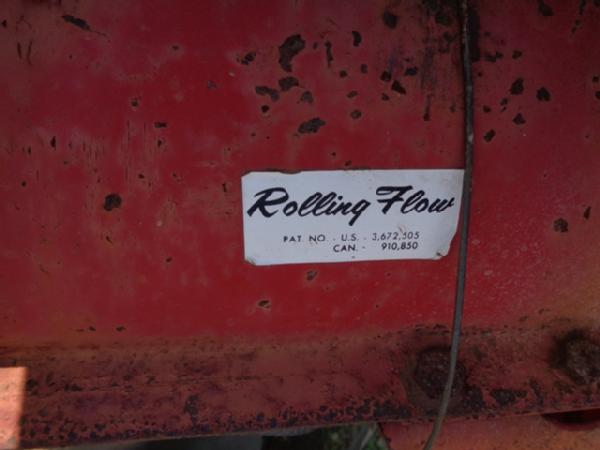 Rolling Flow
PAT. NO. - U.S. - 3,672,505
CAN. - 910,850